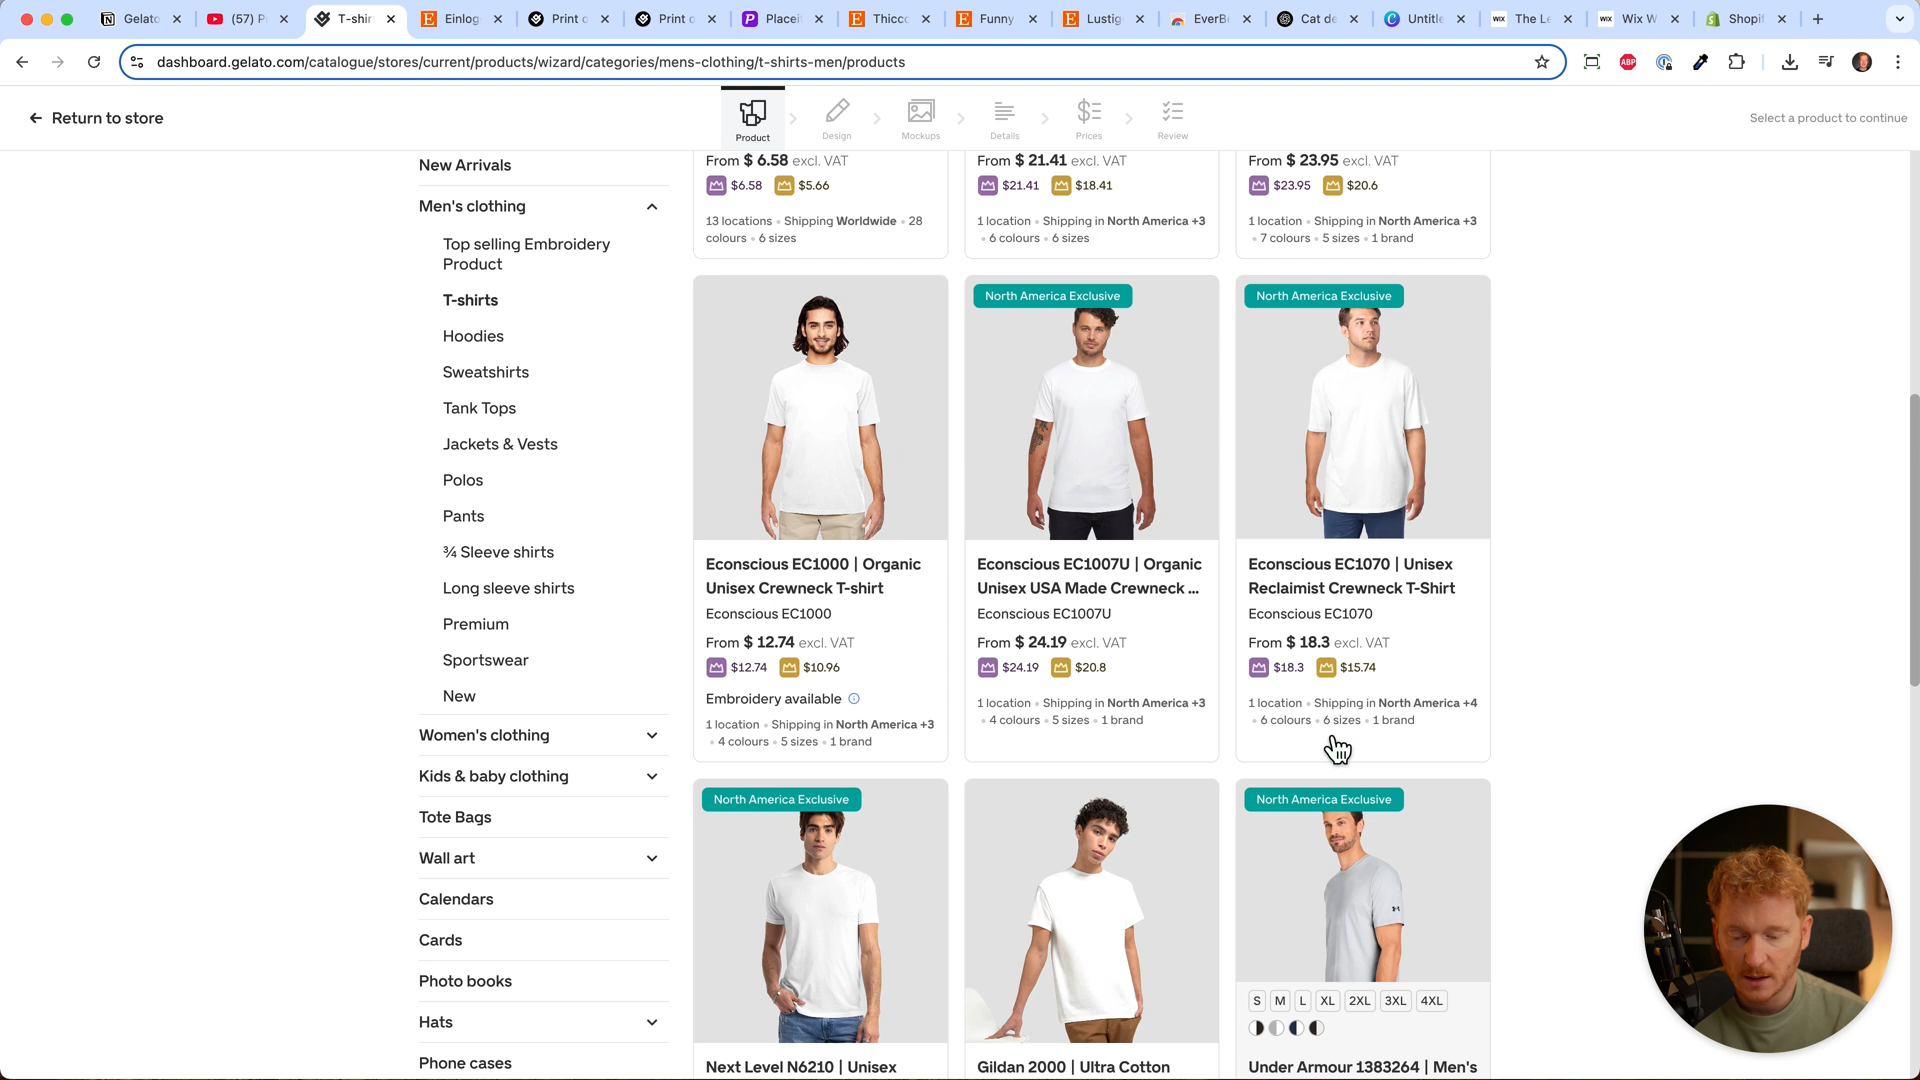 Gelato
(57) P
T-shir
Einlog
Print o
Print o
Placei
Thicc
Funny
Lustig
EverB
Cat de
Untitle
WIX The Le
WIX Wix W
Shopif
dashboard.gelato.com/catalogue/stores/current/products/wizard/categories/mens-clothing/t-shirts-men/products
ABP
Return to store
Product
Design
Mockups
Details
Prices
Review
Select a product to continue
New Arrivals
Men's clothing
Top selling Embroidery
Product
T-shirts
Hoodies
Sweatshirts
Tank Tops
Jackets & Vests
Polos
Pants
¾ Sleeve shirts
Long sleeve shirts
Premium
Sportswear
New
Women's clothing
Kids & baby clothing
Tote Bags
Wall art
Calendars
Cards
Photo books
Hats
Phone cases
From $ 6.58 excl. VAT
$6.58 $5.66
13 locations • Shipping Worldwide • 28
colours • 6 sizes
From $ 21.41 excl. VAT
$21.41 $18.41
1 location • Shipping in North America +3
• 6 colours • 6 sizes
From $ 23.95 excl. VAT
$23.95 $20.6
1 location • Shipping in North America +3
• 7 colours • 5 sizes • 1 brand
Econscious EC1000 | Organic
Unisex Crewneck T-shirt
Econscious EC1000
From $ 12.74 excl. VAT
$12.74 $10.96
Embroidery available
1 location • Shipping in North America +3
• 4 colours • 5 sizes • 1 brand
North America Exclusive
Econscious EC1007U | Organic
Unisex USA Made Crewneck ...
Econscious EC1007U
From $ 24.19 excl. VAT
$24.19 $20.8
1 location • Shipping in North America +3
• 4 colours • 5 sizes • 1 brand
North America Exclusive
Econscious EC1070 | Unisex
Reclaimist Crewneck T-Shirt
Econscious EC1070
From $ 18.3 excl. VAT
$18.3 $15.74
1 location • Shipping in North America +4
• 6 colours • 6 sizes • 1 brand
North America Exclusive
Next Level N6210 | Unisex
Gildan 2000 | Ultra Cotton
North America Exclusive
S M L XL 2XL 3XL 4XL
Under Armour 1383264 | Men's